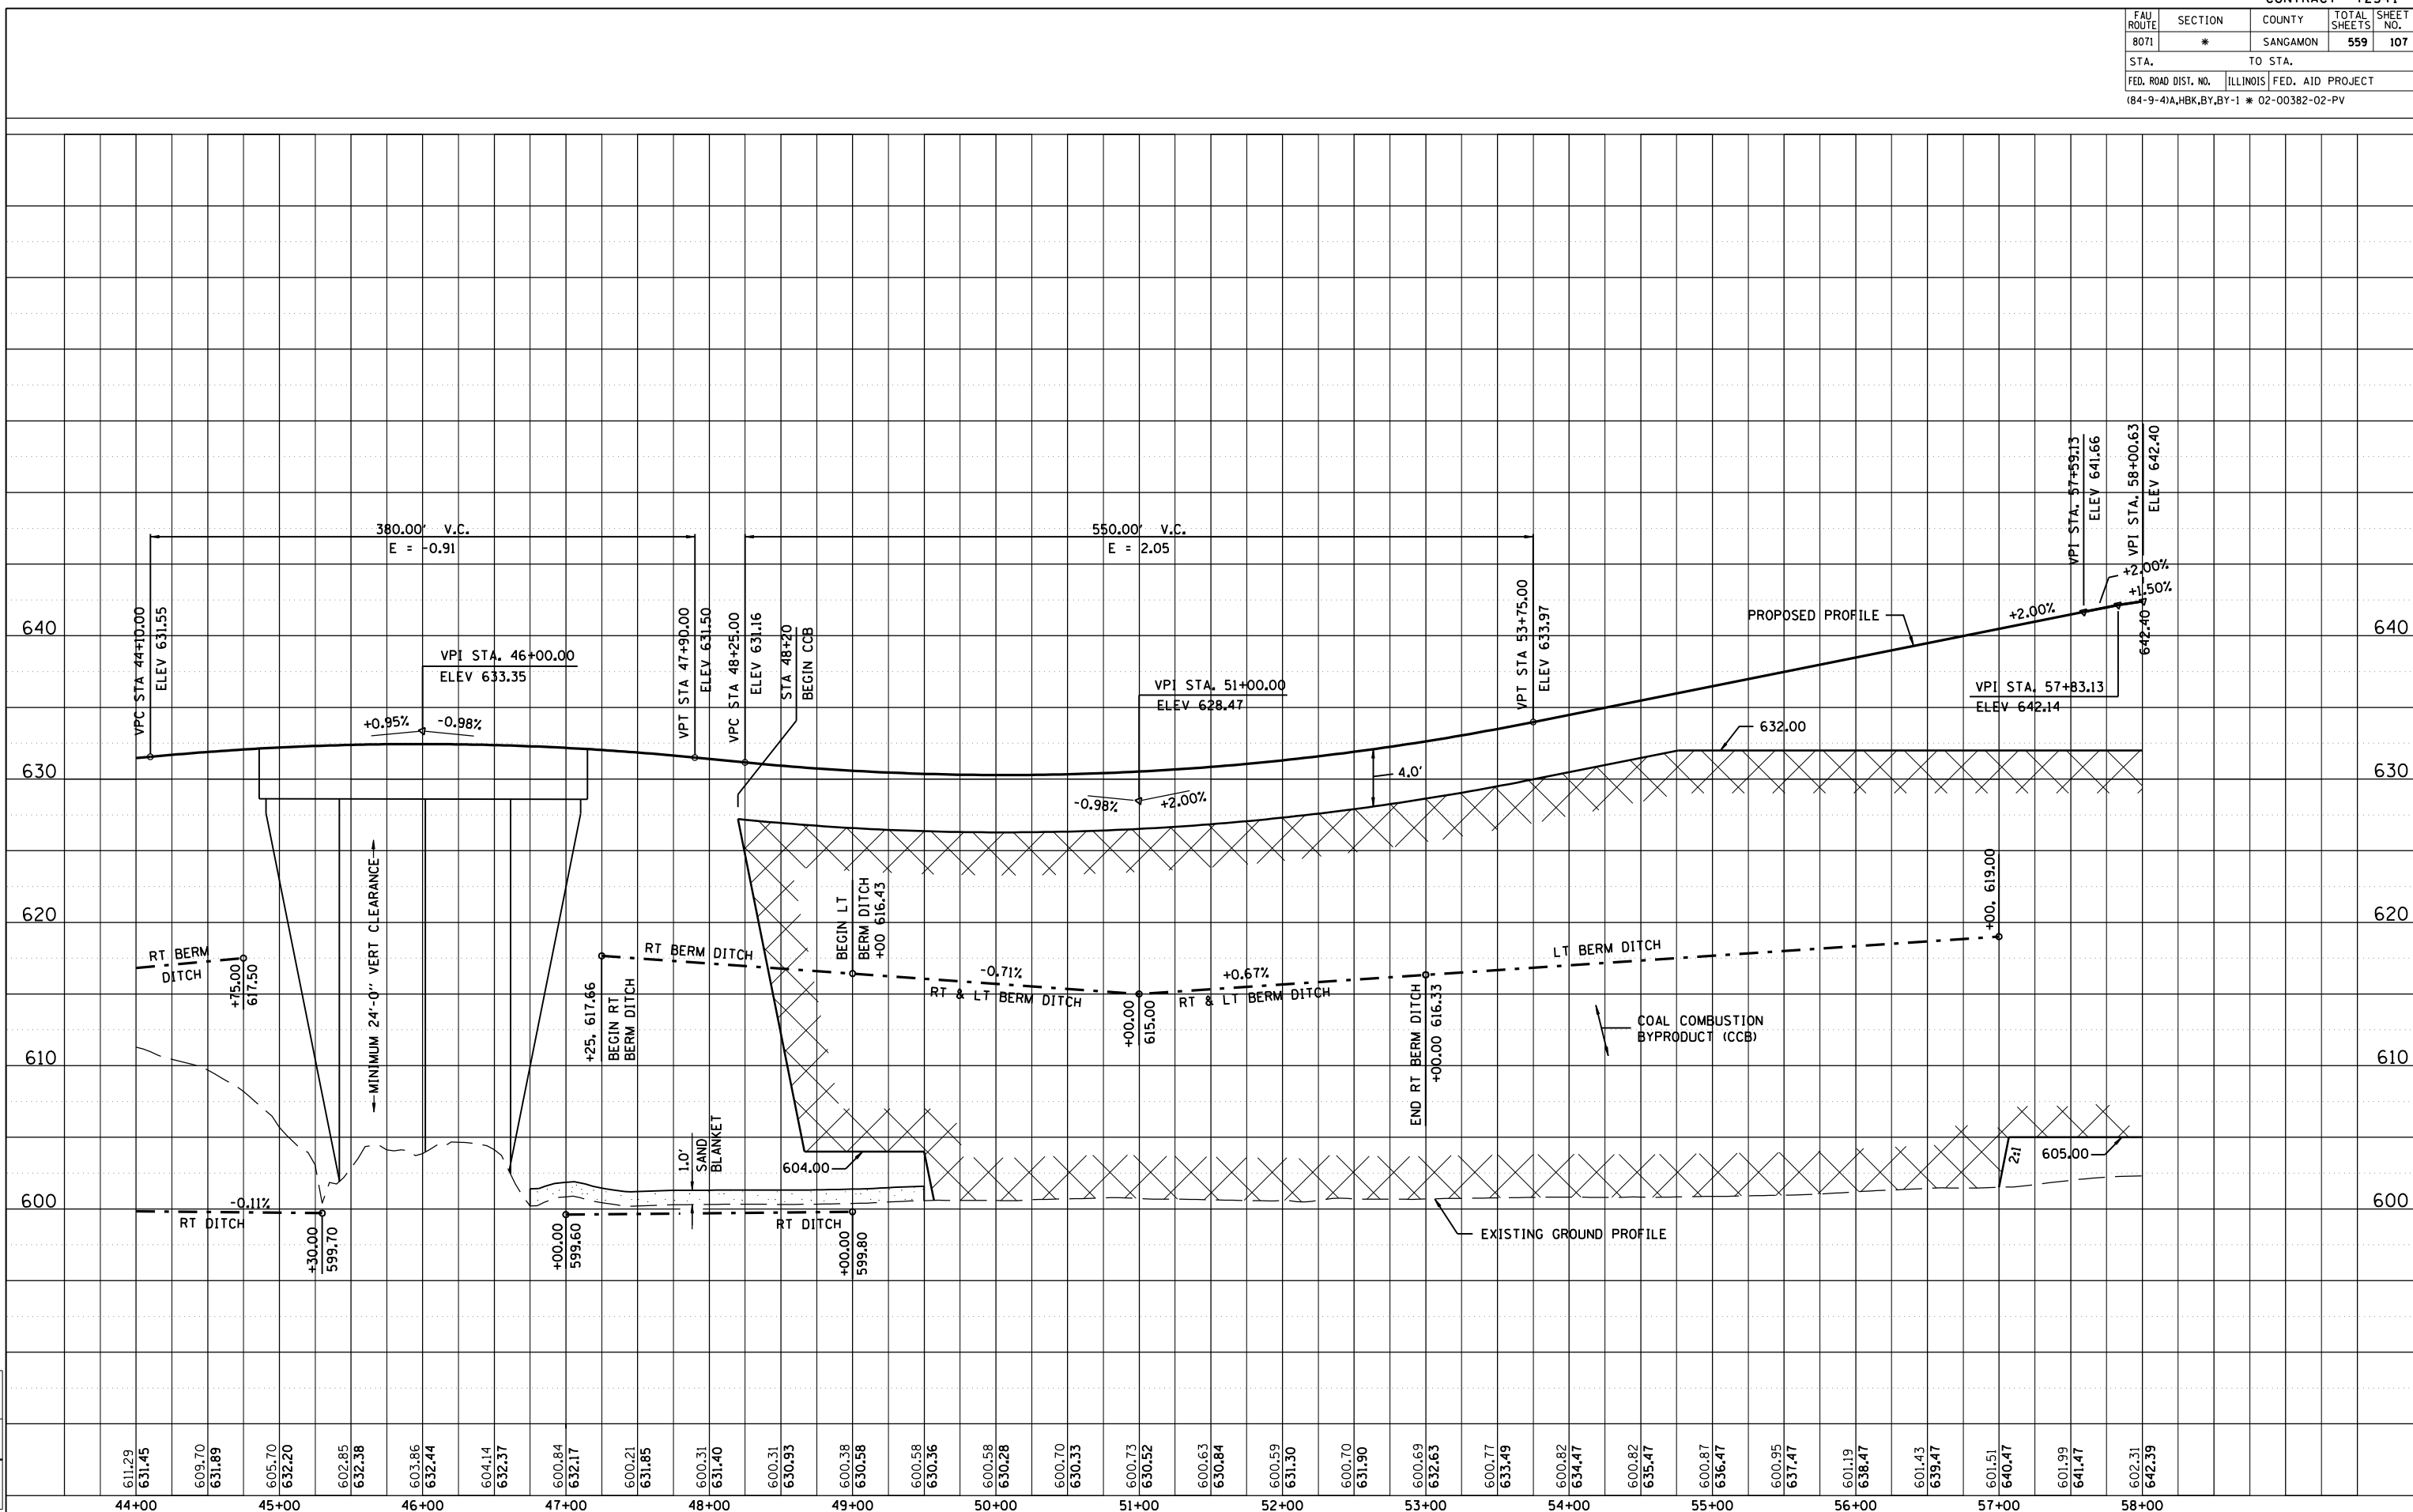 FAU ROUTE SECTION COUNTY TOTAL SHEETS SHEET NO.
8071 * SANGAMON 559 107
STA. TO STA.
FED. ROAD DIST. NO. ILLINOIS FED. AID PROJECT
(84-9-4)A,HBK,BY,BY-1 * 02-00382-02-PV
380.00' V.C.
E = -0.91
550.00' V.C.
E = 2.05
VPC STA 44+10.00
ELEV 631.55
VPI STA. 46+00.00
ELEV 633.35
+0.95% -0.98%
VPT STA 47+90.00
ELEV 631.50
VPC STA 48+25.00
ELEV 631.16
STA 48+20
BEGIN CCB
VPI STA. 51+00.00
ELEV 628.47
-0.98% +2.00%
VPT STA 53+75.00
ELEV 633.97
PROPOSED PROFILE
+2.00%
VPI STA. 57+59.13
ELEV 641.66
VPI STA. 58+00.63
ELEV 642.40
+2.00%
+1.50%
642.40
VPI STA. 57+83.13
ELEV 642.14
632.00
4.0'
640 640
630 630
620 620
610 610
600 600
RT BERM
DITCH
+75.00
617.50
MINIMUM 24'-0" VERT CLEARANCE
+25, 617.66
BEGIN RT
BERM DITCH
RT BERM DITCH
BEGIN LT
BERM DITCH
+00 616.43
-0.71%
RT & LT BERM DITCH
+00.00
615.00
+0.67%
RT & LT BERM DITCH
END RT BERM DITCH
+00.00 616.33
LT BERM DITCH
+00, 619.00
COAL COMBUSTION
BYPRODUCT (CCB)
1.0'
SAND
BLANKET
604.00
2:1
605.00
-0.11%
RT DITCH
+30.00
599.70
+00.00
599.60
RT DITCH
+00.00
599.80
EXISTING GROUND PROFILE
611.29 609.70 605.70 602.85 603.86 604.14 600.84 600.21 600.31 600.31 600.38 600.58 600.58 600.70 600.73 600.63 600.59 600.70 600.69 600.77 600.82 600.82 600.87 600.95 601.19 601.43 601.51 601.99 602.31
631.45 631.89 632.20 632.38 632.44 632.37 632.17 631.85 631.40 630.93 630.58 630.36 630.28 630.33 630.52 630.84 631.30 631.90 632.63 633.49 634.47 635.47 636.47 637.47 638.47 639.47 640.47 641.47 642.39
44+00 45+00 46+00 47+00 48+00 49+00 50+00 51+00 52+00 53+00 54+00 55+00 56+00 57+00 58+00